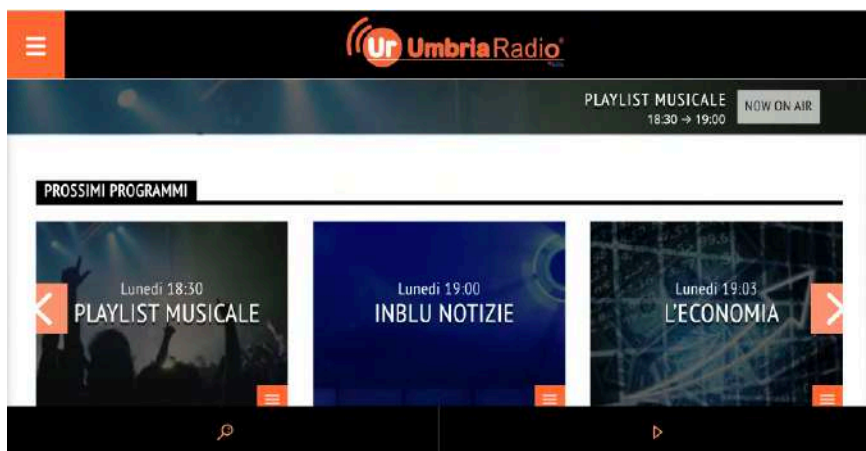 Ur UmbriaRadio
PLAYLIST MUSICALE
18:30 → 19:00
NOW ON AIR
PROSSIMI PROGRAMMI
Lunedì 18:30
PLAYLIST MUSICALE
Lunedì 19:00
INBLU NOTIZIE
Lunedì 19:03
L'ECONOMIA